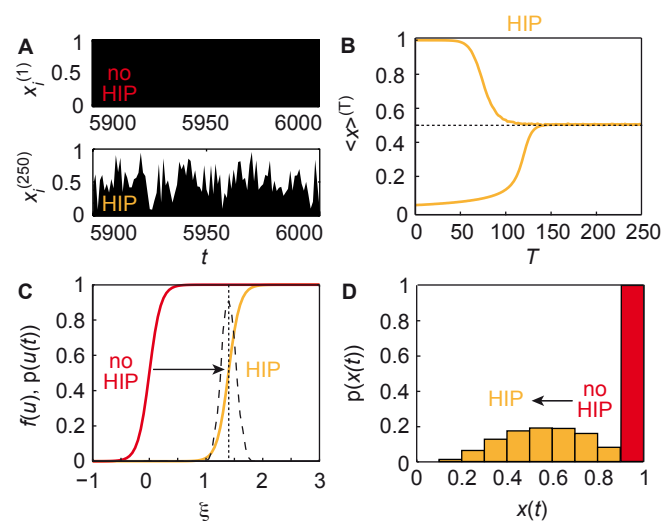 A
1
0.5
0
x_i^(1)
no
HIP
5900 5950 6000
1
0.5
0
x_i^(250)
HIP
5900 5950 6000
t
B
HIP
1
0.8
0.6
0.4
0.2
0
<x>^(T)
0 50 100 150 200 250
T
C
1
0.8
0.6
0.4
0.2
0
f(u), p(u(t))
no
HIP
HIP
−1 0 1 2 3
ξ
D
1
0.8
0.6
0.4
0.2
0
p(x(t))
HIP
no
HIP
0 0.2 0.4 0.6 0.8 1
x(t)